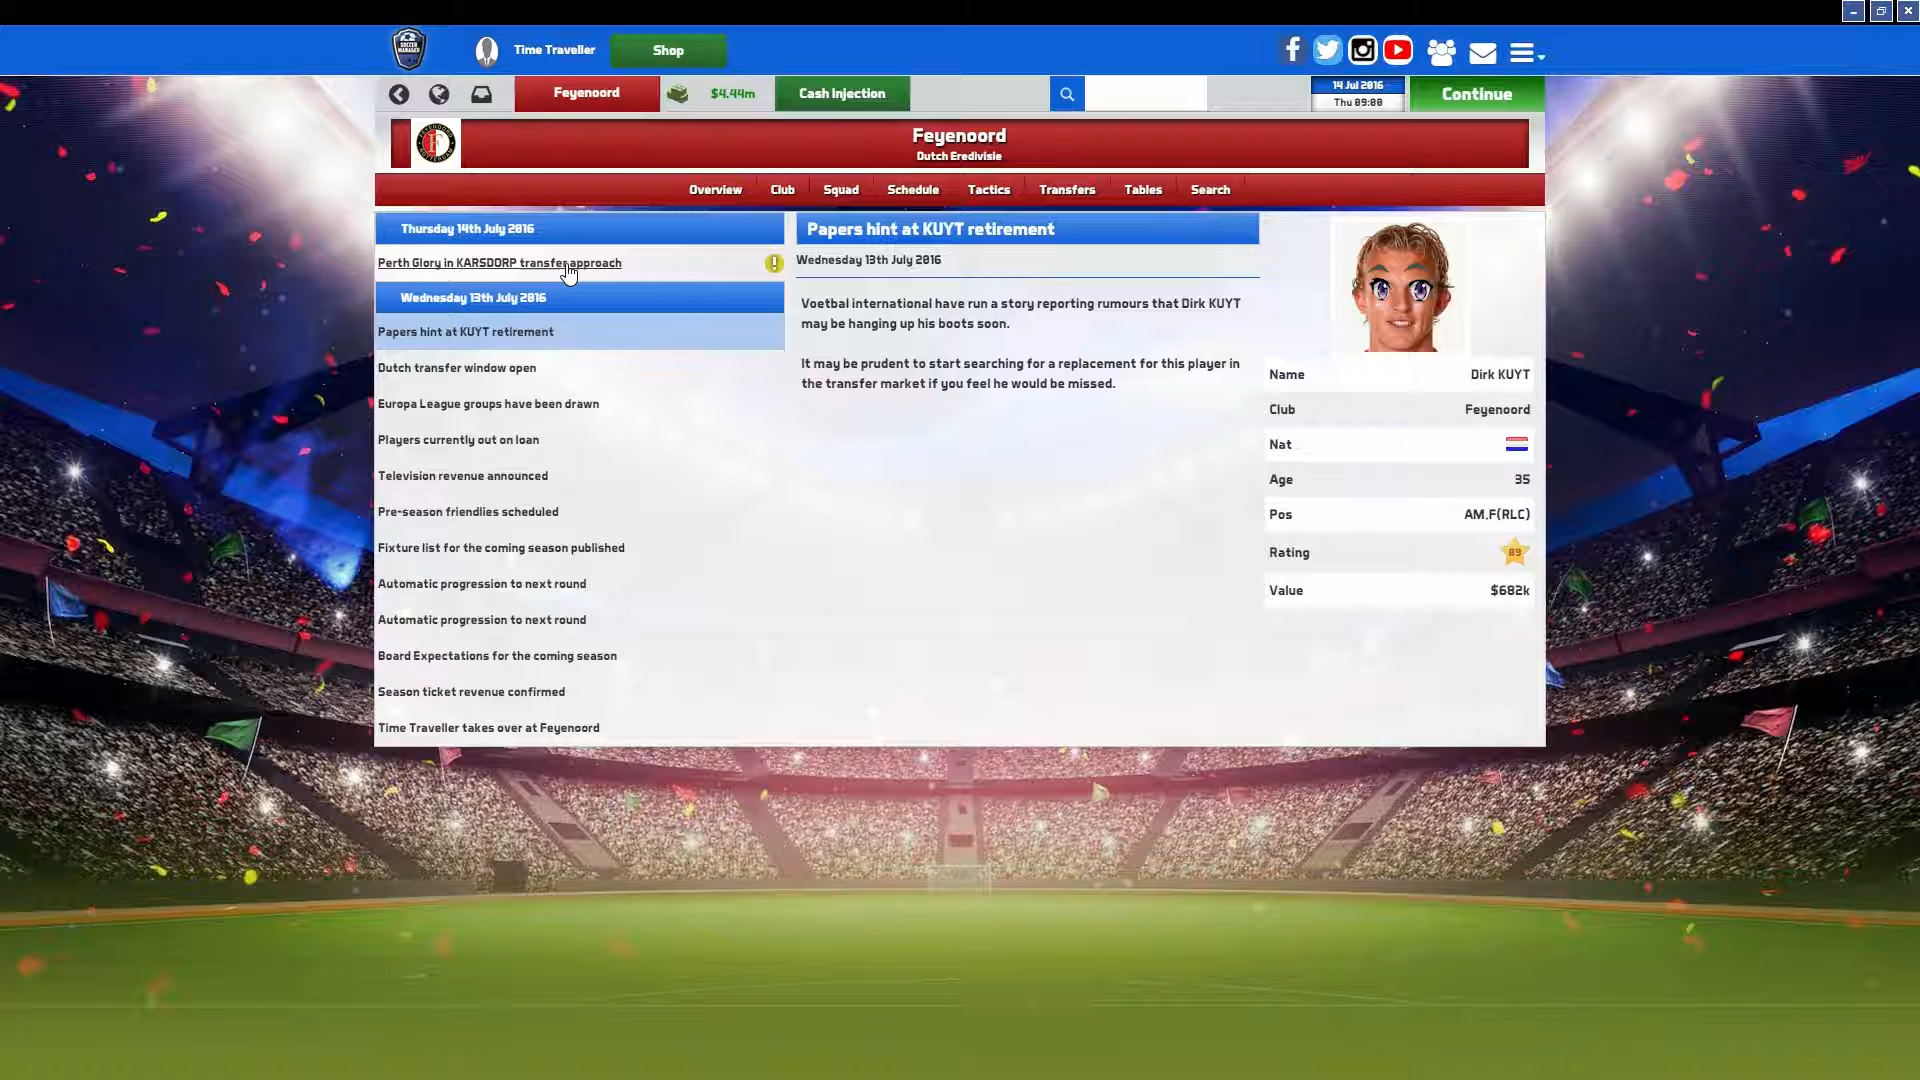 SOCCER MANAGER
Time Traveller
Shop
Feyenoord
$4.44m
Cash Injection
14 Jul 2016
Thu 09:00
Continue
Feyenoord
Dutch Eredivisie
Overview Club Squad Schedule Tactics Transfers Tables Search
Thursday 14th July 2016
Perth Glory in KARSDORP transfer approach
Wednesday 13th July 2016
Papers hint at KUYT retirement
Dutch transfer window open
Europa League groups have been drawn
Players currently out on loan
Television revenue announced
Pre-season friendlies scheduled
Fixture list for the coming season published
Automatic progression to next round
Automatic progression to next round
Board Expectations for the coming season
Season ticket revenue confirmed
Time Traveller takes over at Feyenoord
Papers hint at KUYT retirement
Wednesday 13th July 2016
Voetbal international have run a story reporting rumours that Dirk KUYT
may be hanging up his boots soon.
It may be prudent to start searching for a replacement for this player in
the transfer market if you feel he would be missed.
Name Dirk KUYT
Club Feyenoord
Nat
Age 35
Pos AM,F(RLC)
Rating 89
Value $682k